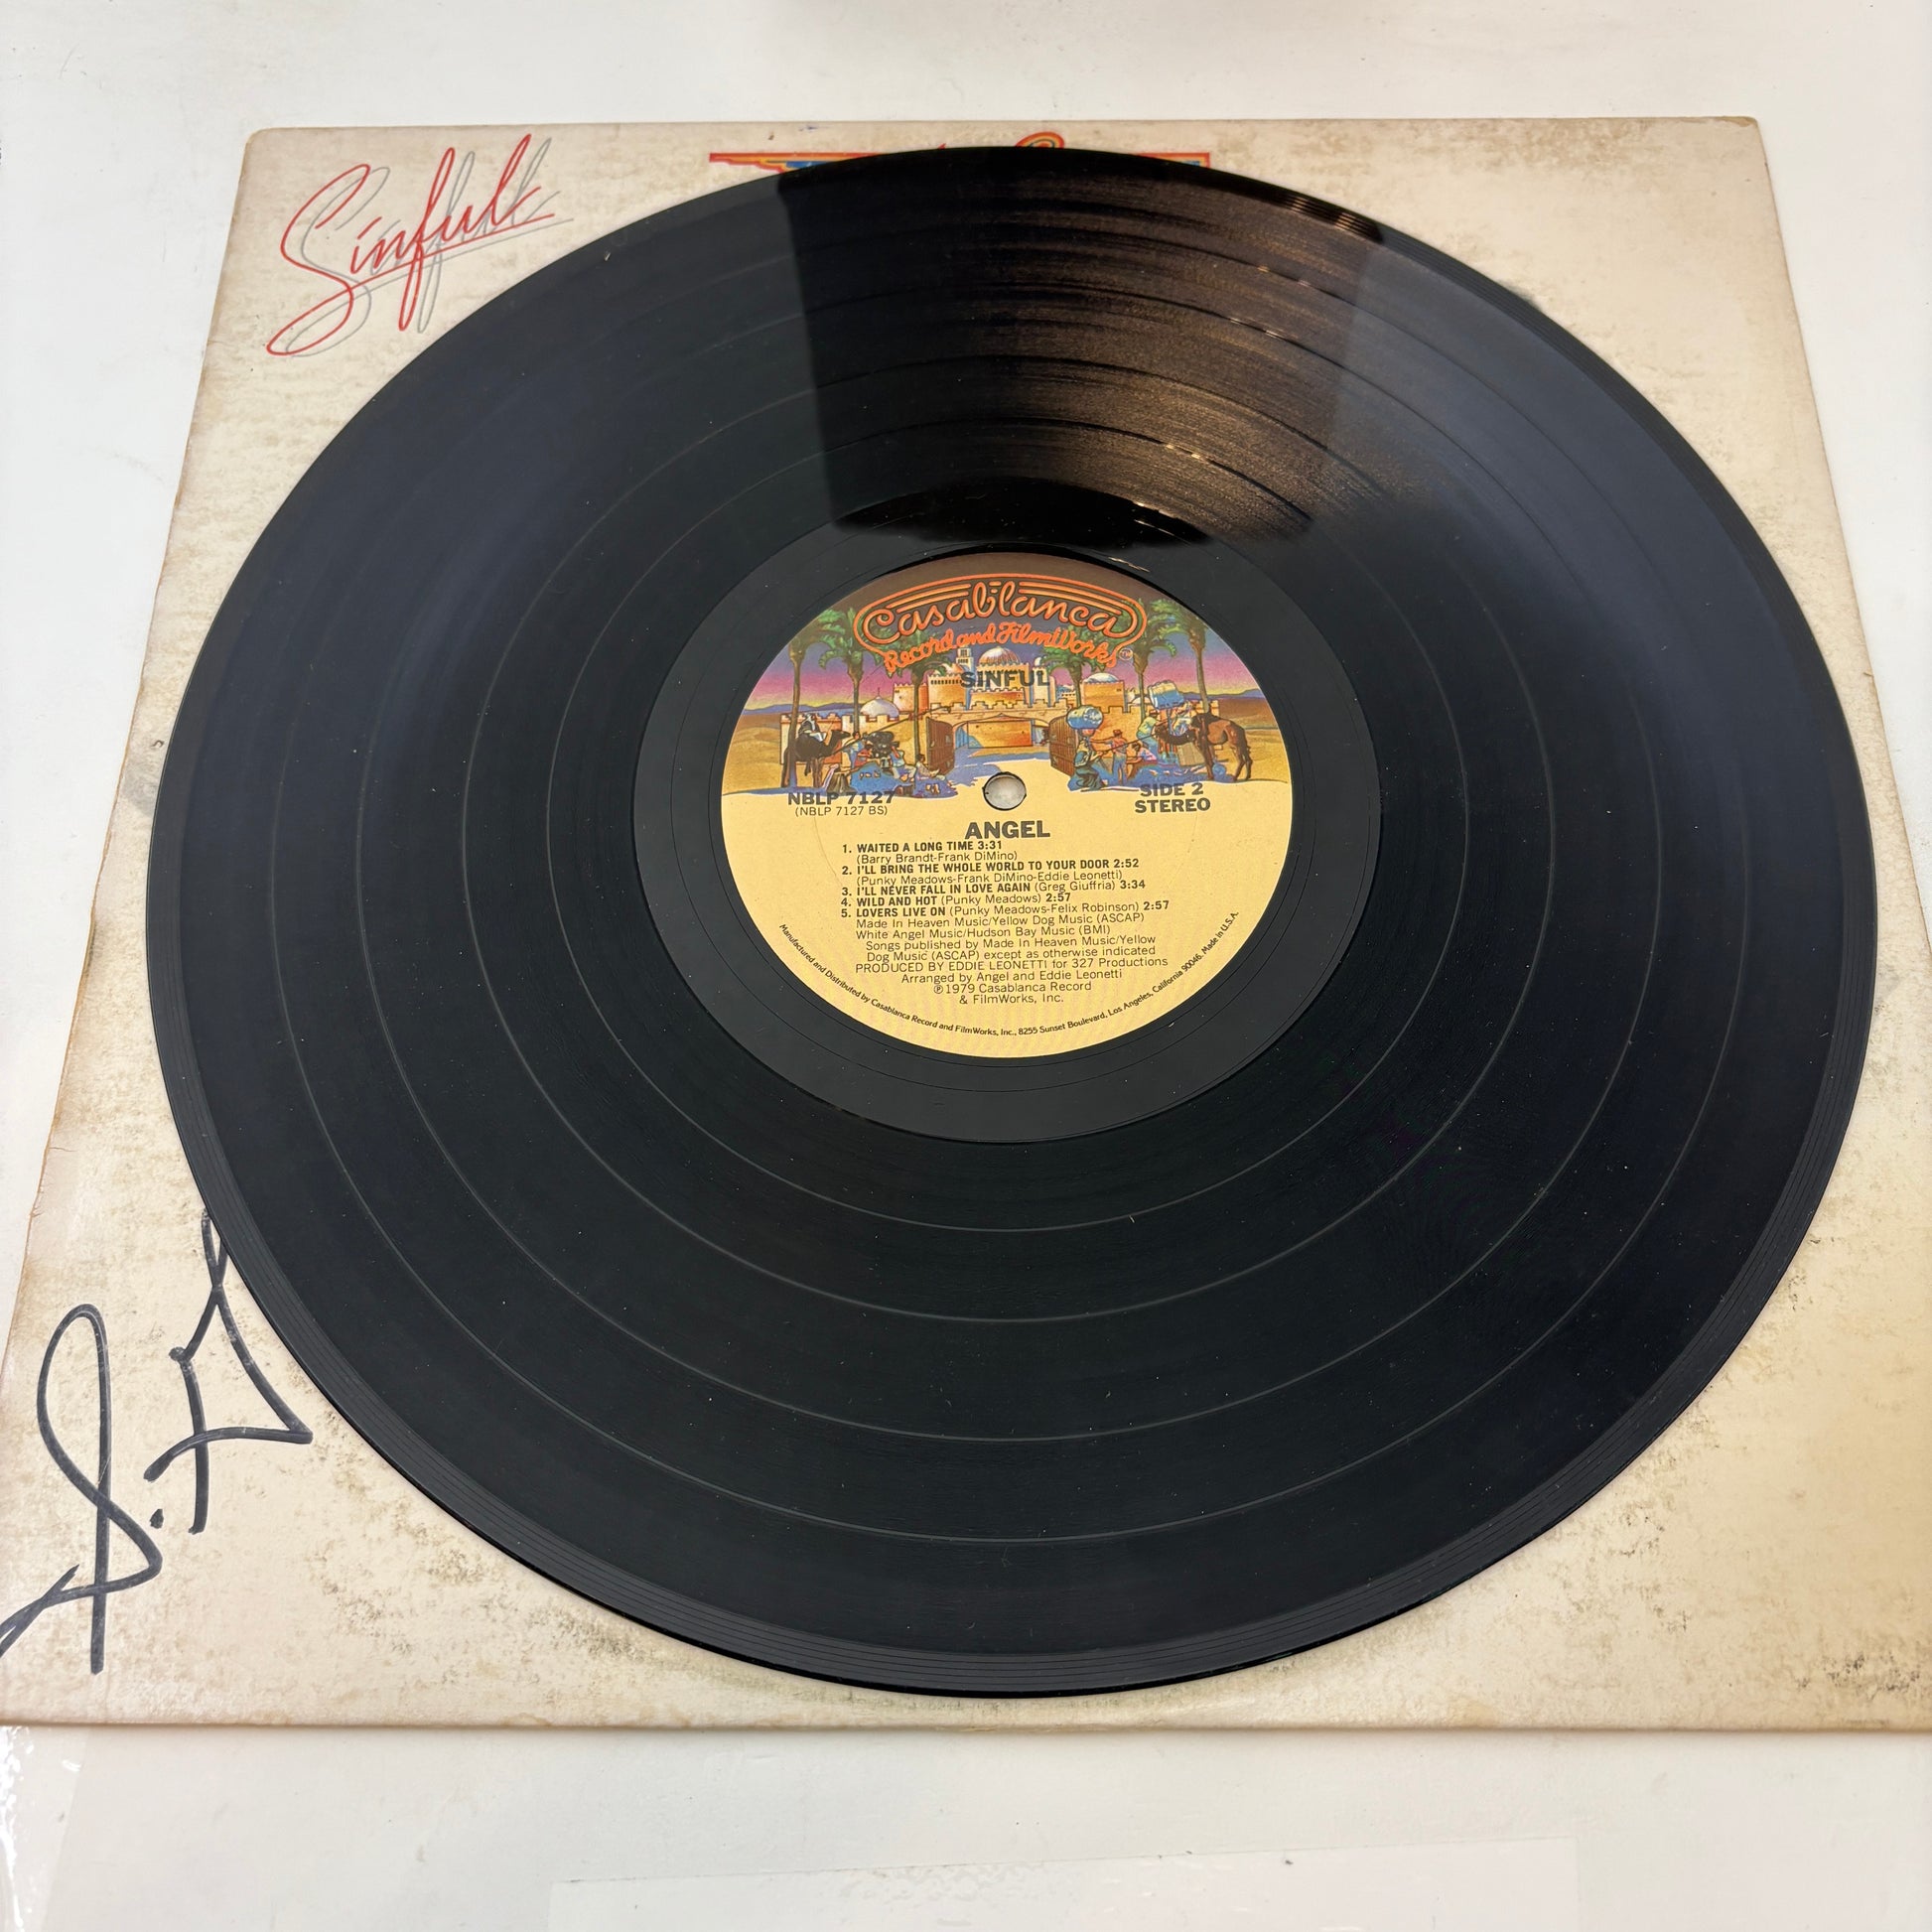 Sinful
Casablanca
Record and FilmWorks™
SINFUL
NBLP 7127
(NBLP 7127 BS)
SIDE 2
STEREO
ANGEL
1. WAITED A LONG TIME 3:31
(Barry Brandt-Frank DiMino)
2. I'LL BRING THE WHOLE WORLD TO YOUR DOOR 2:52
(Punky Meadows-Frank DiMino-Eddie Leonetti)
3. I'LL NEVER FALL IN LOVE AGAIN (Greg Giuffria) 3:34
4. WILD AND HOT (Punky Meadows) 2:57
5. LOVERS LIVE ON (Punky Meadows-Felix Robinson) 2:57
Made In Heaven Music/Yellow Dog Music (ASCAP)
White Angel Music/Hudson Bay Music (BMI)
Songs published by Made In Heaven Music/Yellow
Dog Music (ASCAP) except as otherwise indicated
PRODUCED BY EDDIE LEONETTI for 327 Productions
Arranged by Angel and Eddie Leonetti
℗1979 Casablanca Record
& FilmWorks, Inc.
Manufactured and Distributed by Casablanca Record and FilmWorks, Inc., 8255 Sunset Boulevard, Los Angeles, California 90046. Made in U.S.A.